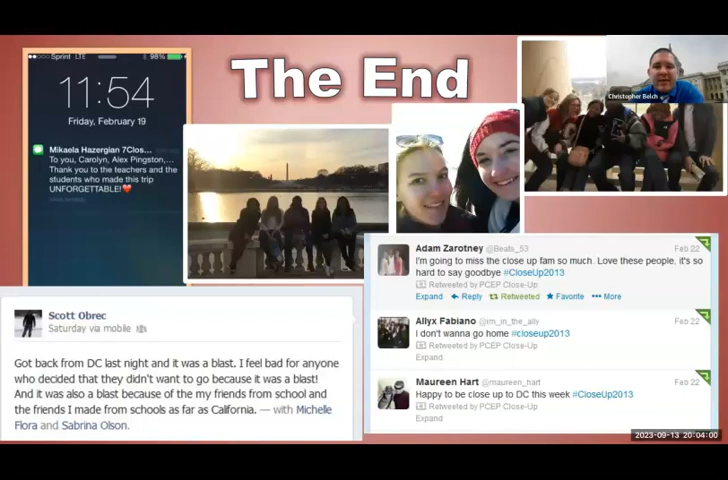 The End
Sprint LTE
98%
11:54
Friday, February 19
Mikaela Hazergian 7Clos...
To you, Carolyn, Alex Pingston,...
Thank you to the teachers and the
students who made this trip
UNFORGETTABLE!❤
Christopher Belch
Adam Zarotney @Beats_53 Feb 22
I'm going to miss the close up fam so much. Love these people, it's so
hard to say goodbye #CloseUp2013
Retweeted by PCEP Close-Up
Expand Reply Retweeted Favorite ••• More
Allyx Fabiano @im_in_the_ally Feb 22
I don't wanna go home #closeup2013
Retweeted by PCEP Close-Up
Expand
Maureen Hart @maureen_hart Feb 22
Happy to be close up to DC this week #CloseUp2013
Retweeted by PCEP Close-Up
Expand
Scott Obrec
Saturday via mobile
Got back from DC last night and it was a blast. I feel bad for anyone
who decided that they didn't want to go because it was a blast!
And it was also a blast because of the my friends from school and
the friends I made from schools as far as California. — with Michelle
Flora and Sabrina Olson.
2023-09-13 20:04:00